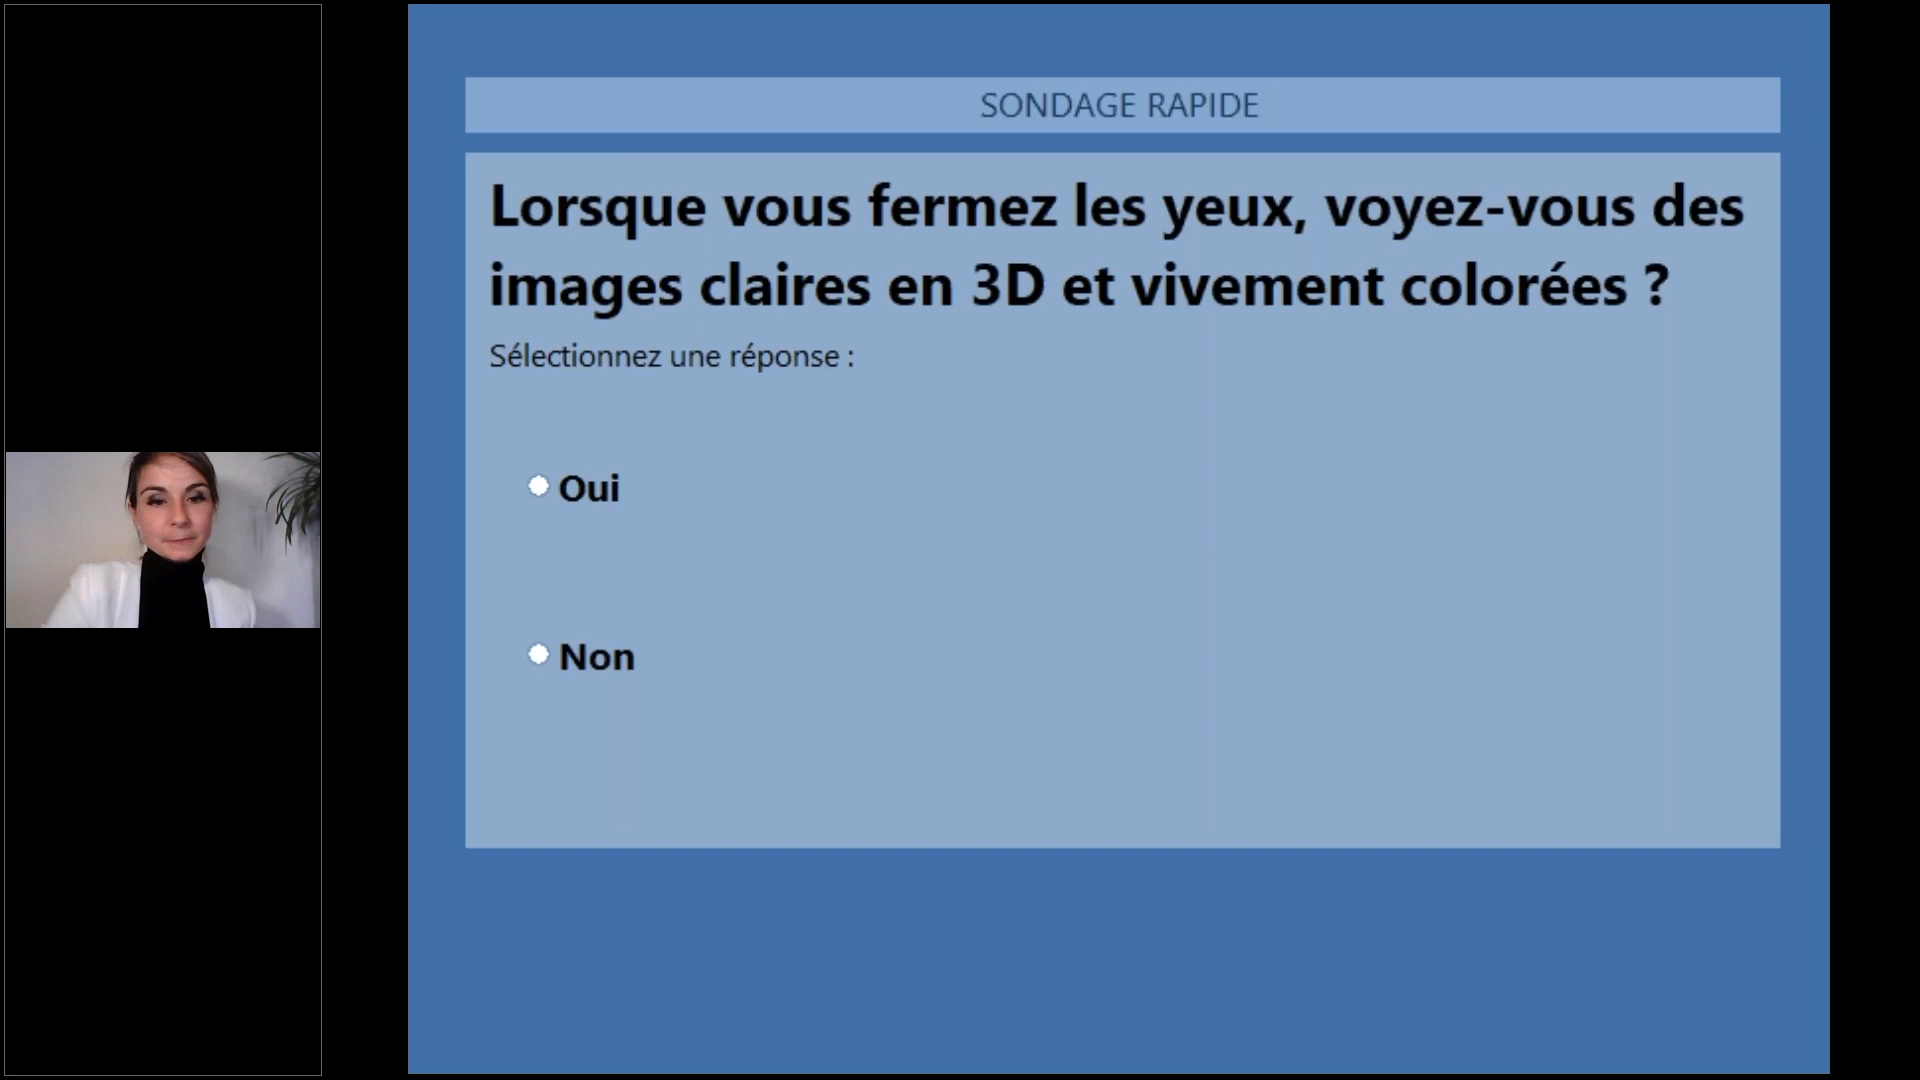 SONDAGE RAPIDE
Lorsque vous fermez les yeux, voyez-vous des
images claires en 3D et vivement colorées ?
Sélectionnez une réponse :
Oui
Non